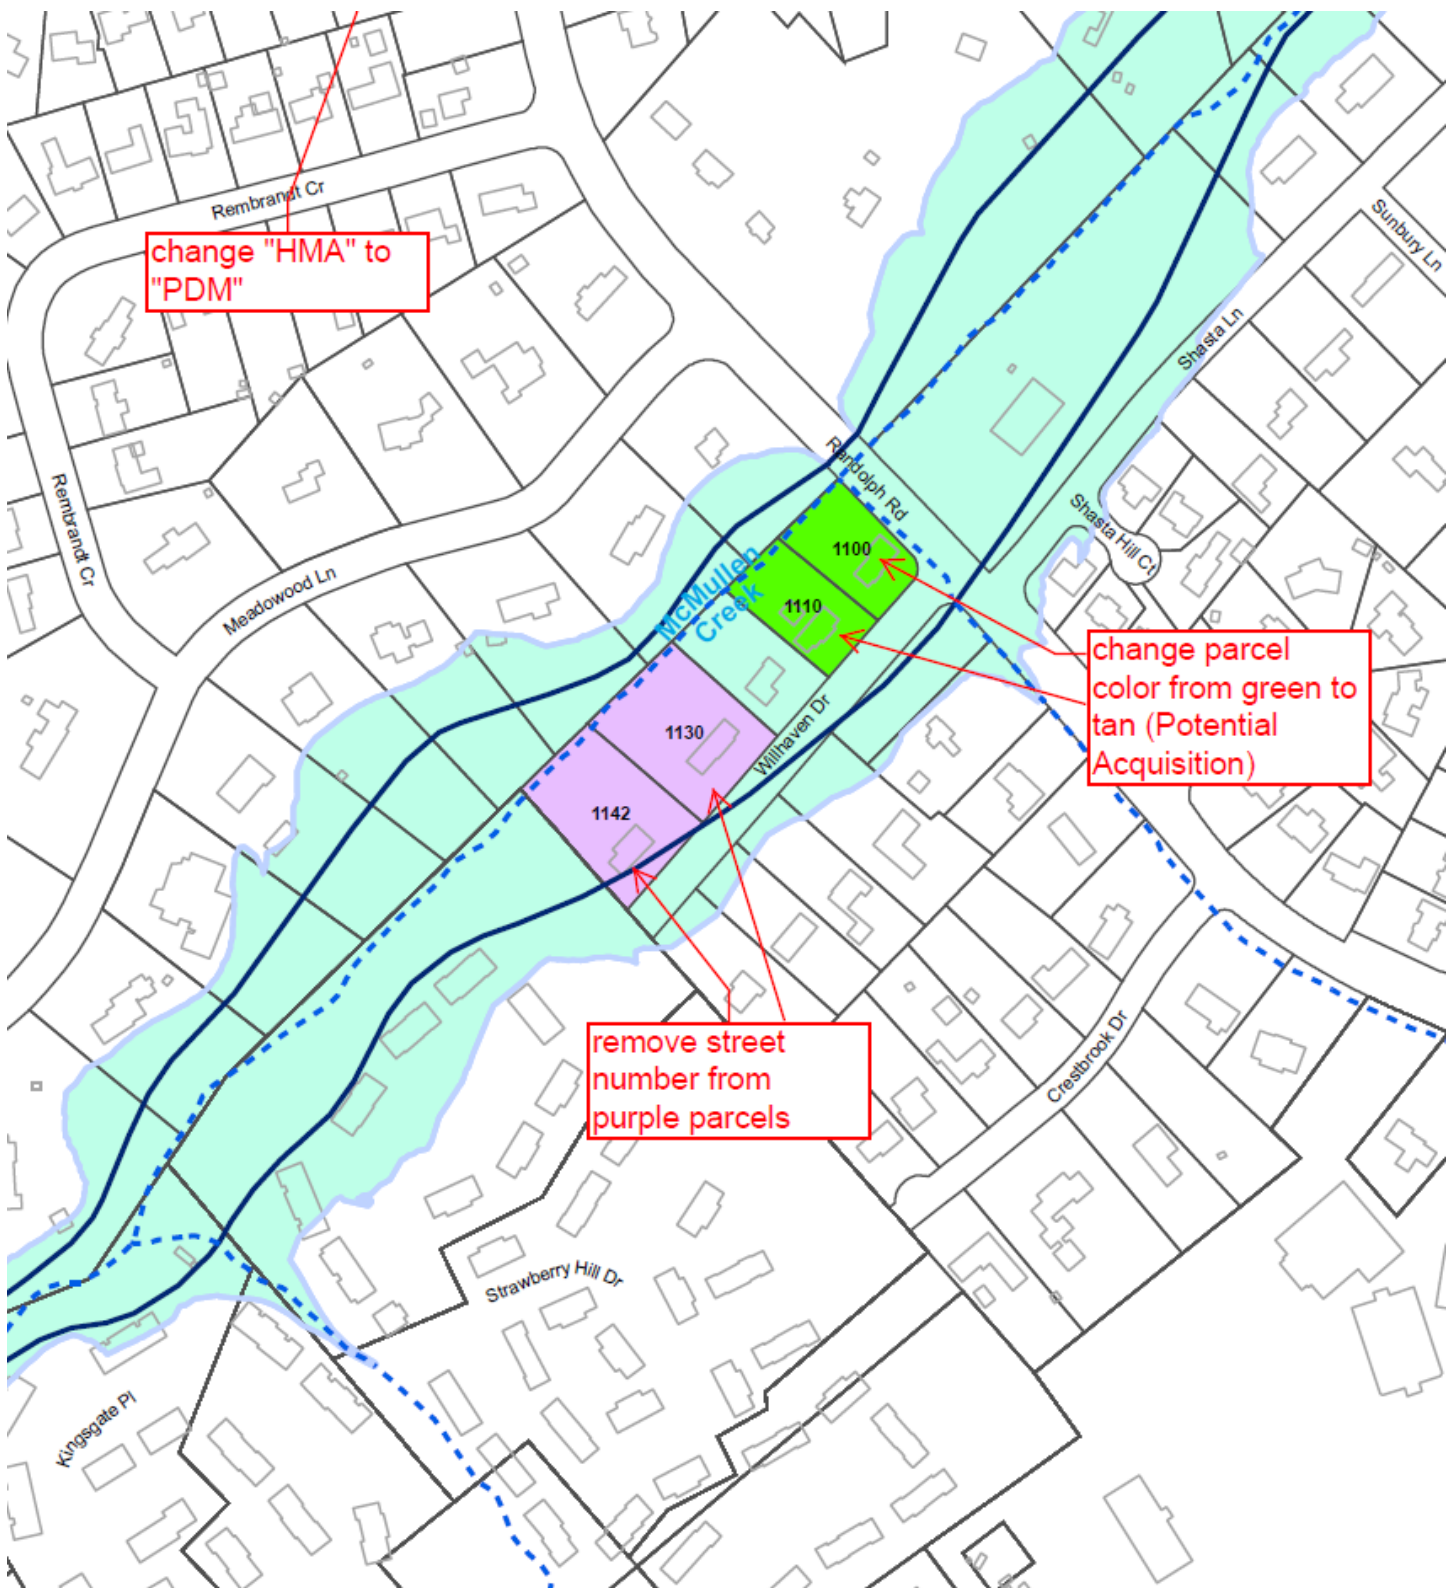 Rembrandt Cr
change "HMA" to
"PDM"
Sunbury Ln
Shasta Ln
Rembrandt Cr
Randolph Rd
Shasta Hill Ct
Meadowood Ln
McMullen
Creek
1100
1110
change parcel
color from green to
tan (Potential
Acquisition)
1130
Willhaven Dr
1142
remove street
number from
purple parcels
Crestbrook Dr
Strawberry Hill Dr
Kingsgate Pl